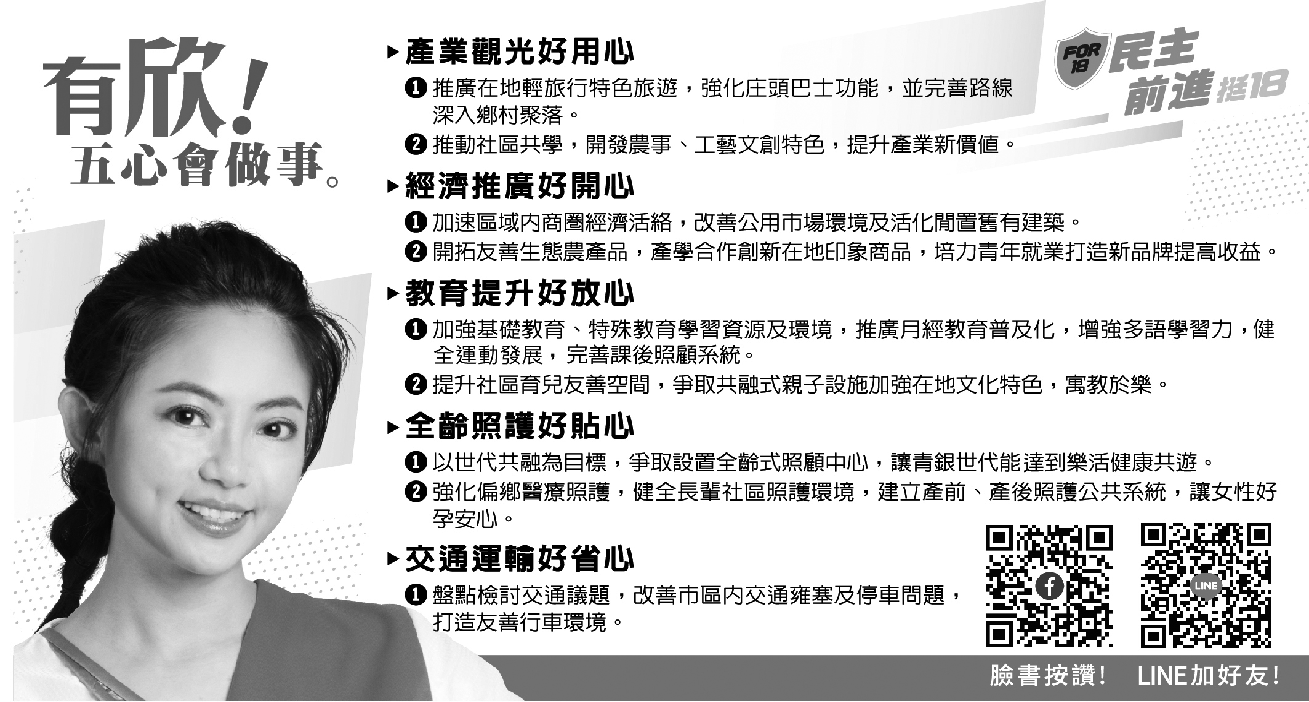 有欣！
五心會做事。
FOR
18
民主
前進挺18
▸產業觀光好用心
❶推廣在地輕旅行特色旅遊，強化庄頭巴士功能，並完善路線
深入鄉村聚落。
❷推動社區共學，開發農事、工藝文創特色，提升產業新價值。
▸經濟推廣好開心
❶加速區域內商圈經濟活絡，改善公用市場環境及活化閒置舊有建築。
❷開拓友善生態農產品，產學合作創新在地印象商品，培力青年就業打造新品牌提高收益。
▸教育提升好放心
❶加強基礎教育、特殊教育學習資源及環境，推廣月經教育普及化，增強多語學習力，健
全運動發展，完善課後照顧系統。
❷提升社區育兒友善空間，爭取共融式親子設施加強在地文化特色，寓教於樂。
▸全齡照護好貼心
❶以世代共融為目標，爭取設置全齡式照顧中心，讓青銀世代能達到樂活健康共遊。
❷強化偏鄉醫療照護，健全長輩社區照護環境，建立產前、產後照護公共系統，讓女性好
孕安心。
▸交通運輸好省心
❶盤點檢討交通議題，改善市區內交通雍塞及停車問題，
打造友善行車環境。
f
LINE
臉書按讚！ LINE加好友！